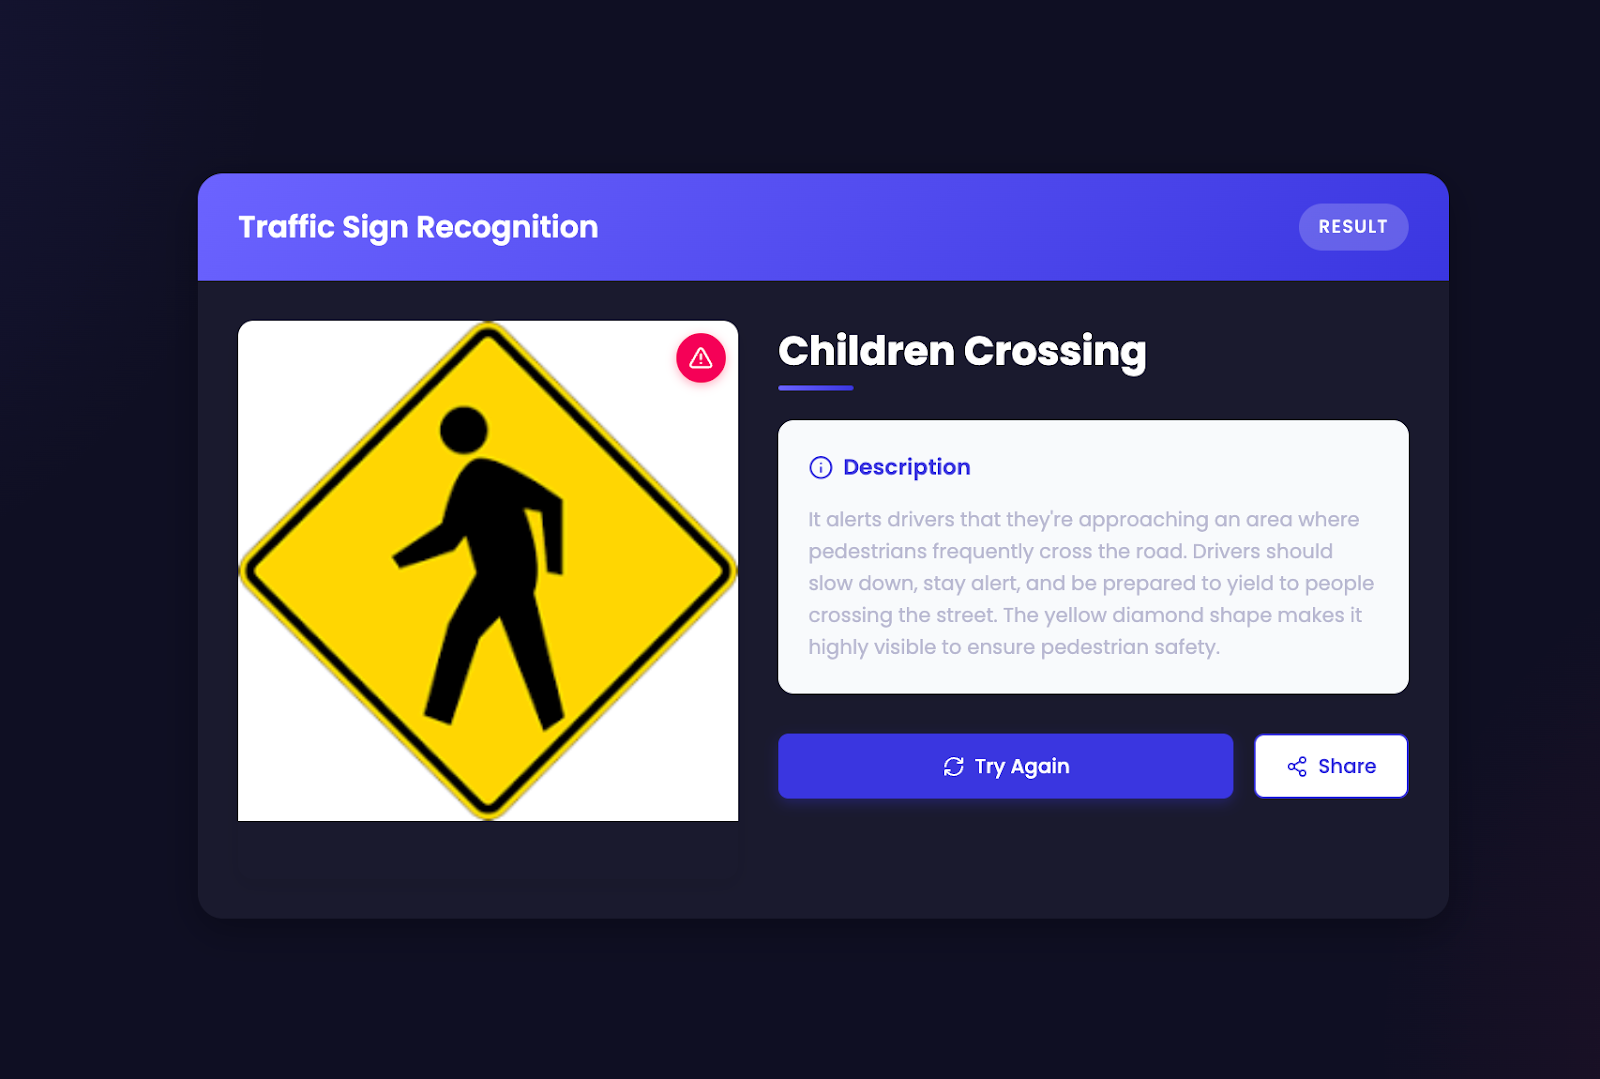 Traffic Sign Recognition
RESULT
Children Crossing
Description
It alerts drivers that they're approaching an area where
pedestrians frequently cross the road. Drivers should
slow down, stay alert, and be prepared to yield to people
crossing the street. The yellow diamond shape makes it
highly visible to ensure pedestrian safety.
Try Again
Share